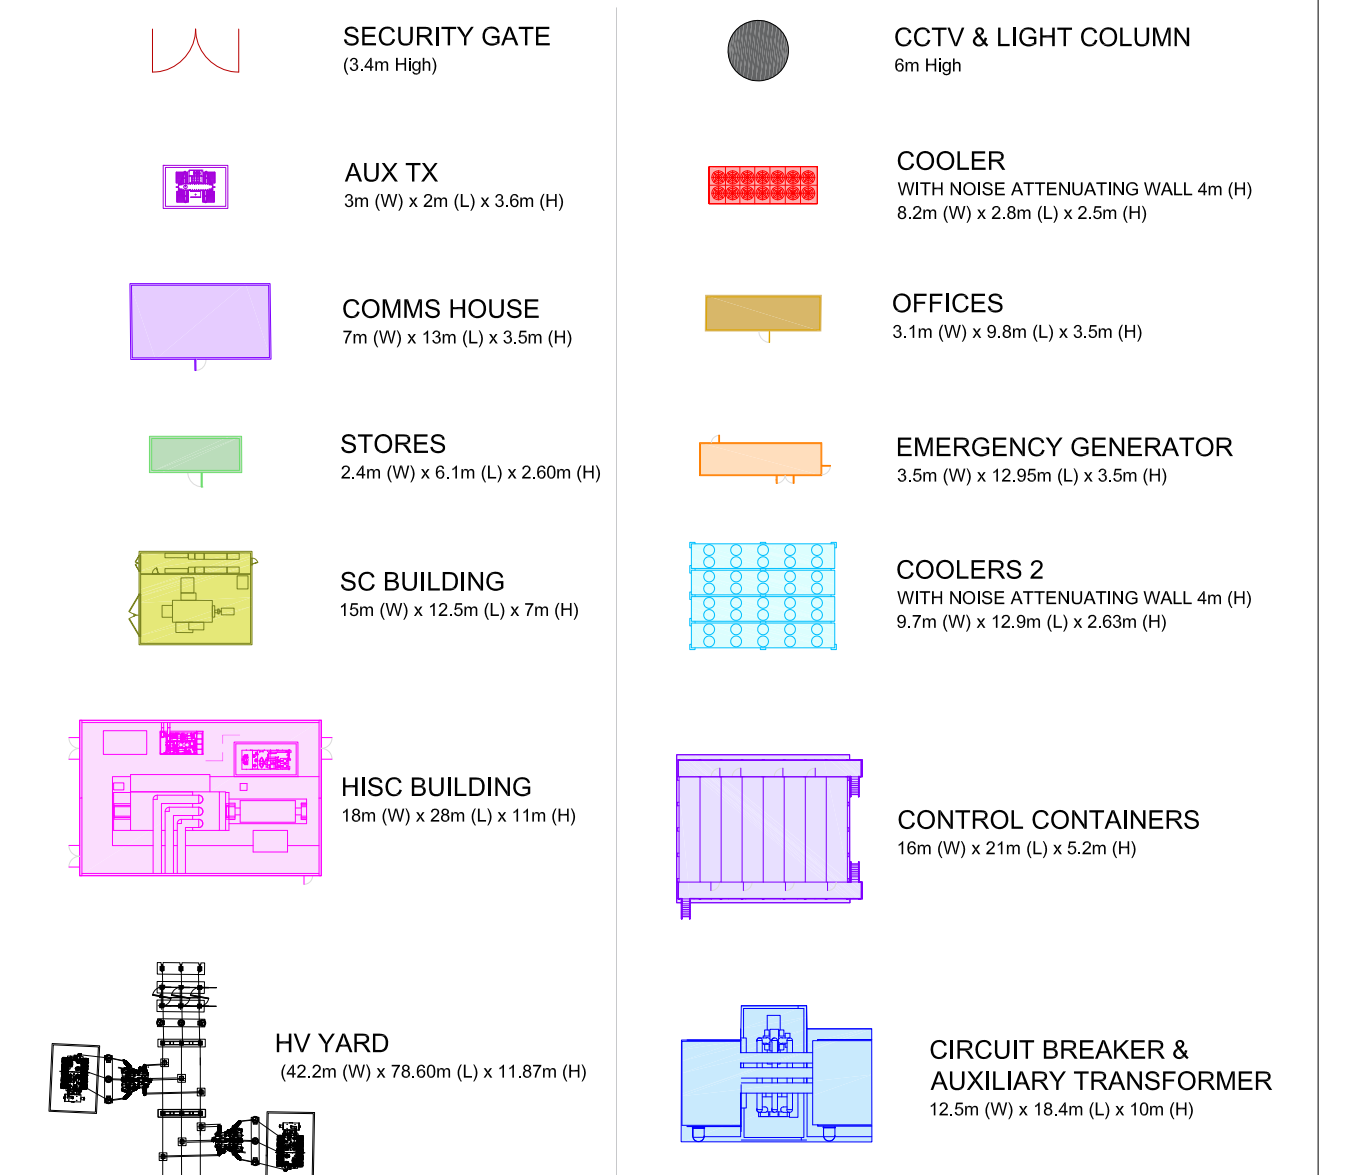 SECURITY GATE
(3.4m High)
AUX TX
3m (W) x 2m (L) x 3.6m (H)
COMMS HOUSE
7m (W) x 13m (L) x 3.5m (H)
STORES
2.4m (W) x 6.1m (L) x 2.60m (H)
SC BUILDING
15m (W) x 12.5m (L) x 7m (H)
HISC BUILDING
18m (W) x 28m (L) x 11m (H)
HV YARD
(42.2m (W) x 78.60m (L) x 11.87m (H)
CCTV & LIGHT COLUMN
6m High
COOLER
WITH NOISE ATTENUATING WALL 4m (H)
8.2m (W) x 2.8m (L) x 2.5m (H)
OFFICES
3.1m (W) x 9.8m (L) x 3.5m (H)
EMERGENCY GENERATOR
3.5m (W) x 12.95m (L) x 3.5m (H)
COOLERS 2
WITH NOISE ATTENUATING WALL 4m (H)
9.7m (W) x 12.9m (L) x 2.63m (H)
CONTROL CONTAINERS
16m (W) x 21m (L) x 5.2m (H)
CIRCUIT BREAKER &
AUXILIARY TRANSFORMER
12.5m (W) x 18.4m (L) x 10m (H)